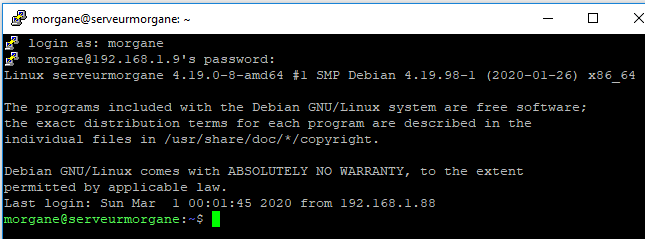 morgane@serveurmorgane: ~
login as: morgane
morgane@192.168.1.9's password:
Linux serveurmorgane 4.19.0-8-amd64 #1 SMP Debian 4.19.98-1 (2020-01-26) x86_64
The programs included with the Debian GNU/Linux system are free software;
the exact distribution terms for each program are described in the
individual files in /usr/share/doc/*/copyright.
Debian GNU/Linux comes with ABSOLUTELY NO WARRANTY, to the extent
permitted by applicable law.
Last login: Sun Mar  1 00:01:45 2020 from 192.168.1.88
morgane@serveurmorgane:~$